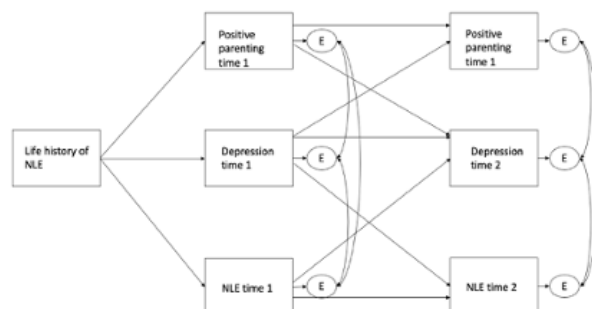 Positive
parenting
time 1
E
Positive
parenting
time 1
E
Life history of
NLE
Depression
time 1
E
Depression
time 2
E
NLE time 1
E
NLE time 2
E